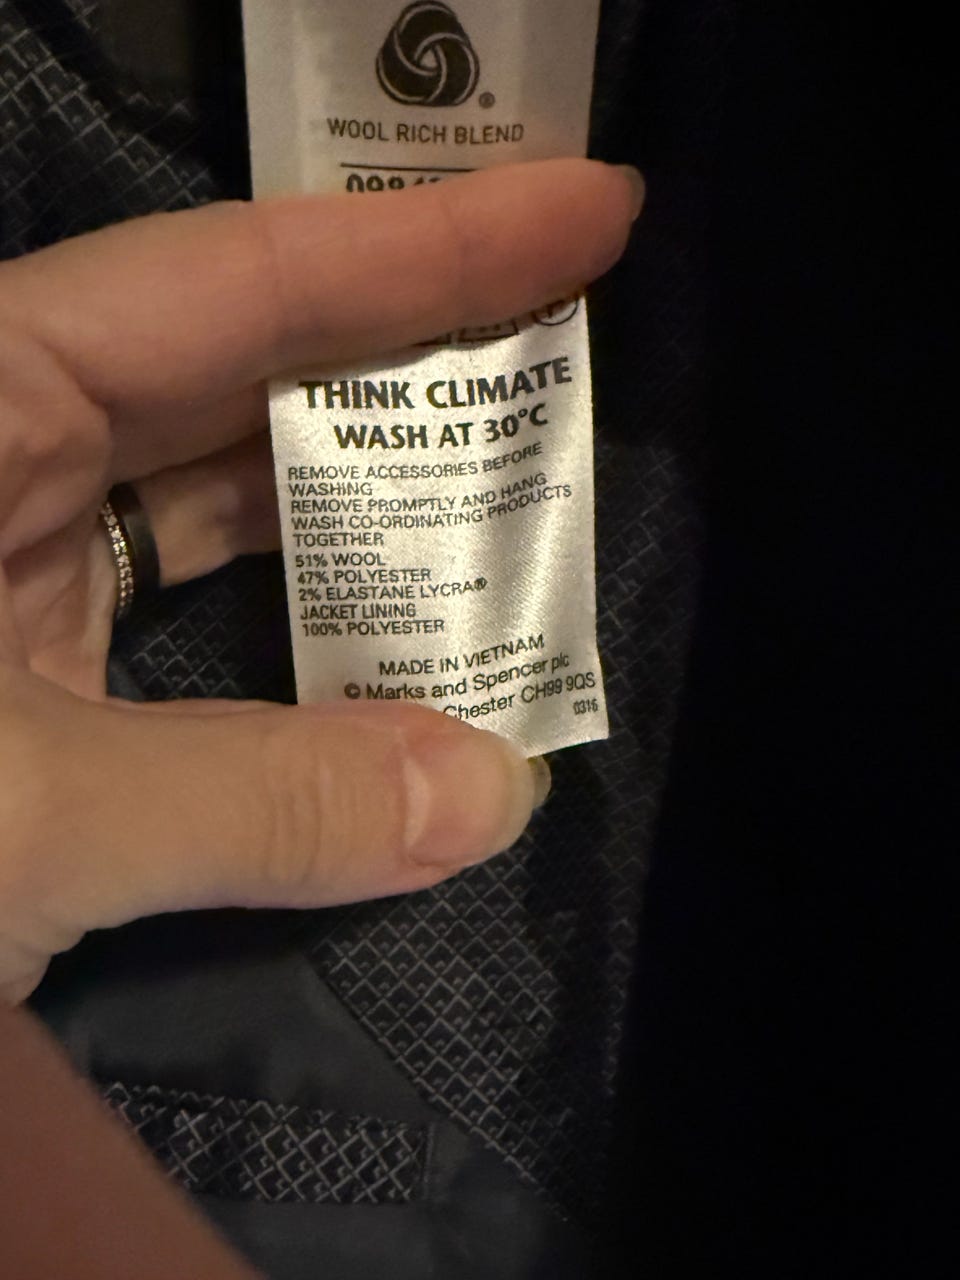 ®
WOOL RICH BLEND
THINK CLIMATE
WASH AT 30°C
REMOVE ACCESSORIES BEFORE
WASHING
REMOVE PROMPTLY AND HANG
WASH CO-ORDINATING PRODUCTS
TOGETHER
51% WOOL
47% POLYESTER
2% ELASTANE LYCRA®
JACKET LINING
100% POLYESTER
MADE IN VIETNAM
© Marks and Spencer plc
Chester CH99 9QS
0316